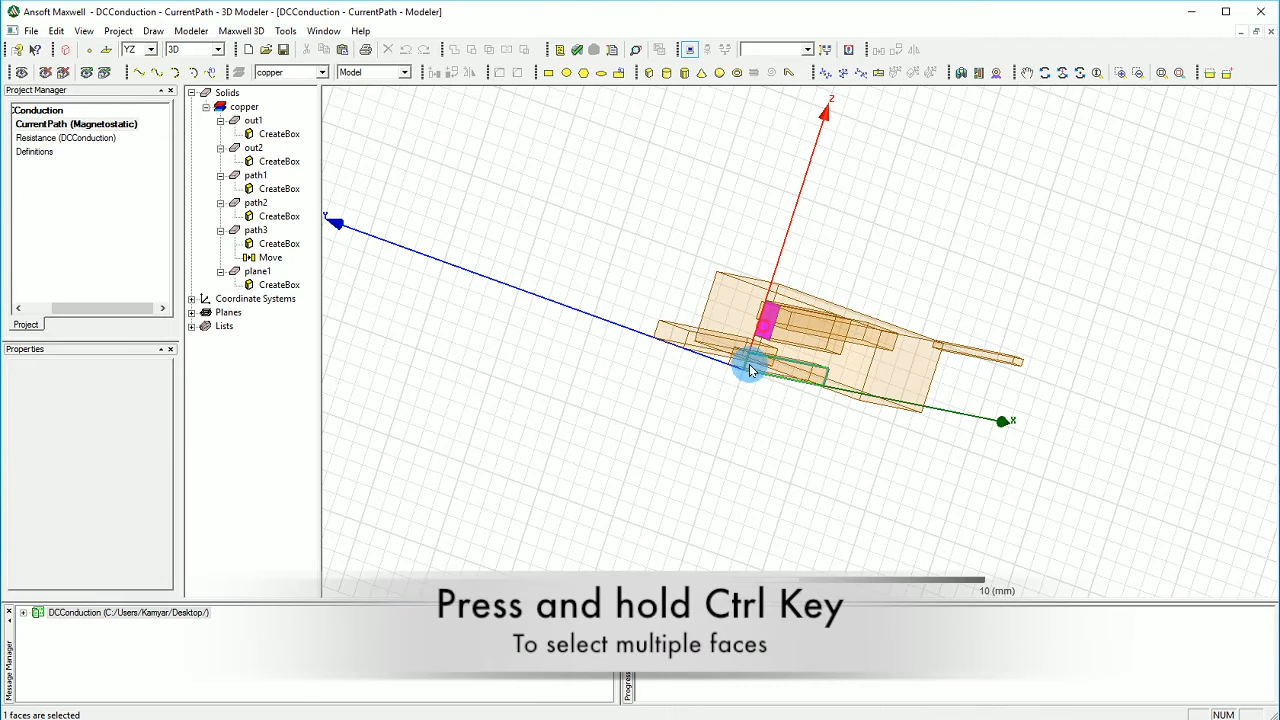 Ansoft Maxwell - DCConduction - CurrentPath - 3D Modeler - [DCConduction - CurrentPath - Modeler]
File Edit View Project Draw Modeler Maxwell 3D Tools Window Help
YZ 3D
copper Model
Project Manager
Conduction
CurrentPath (Magnetostatic)
Resistance (DCConduction)
Definitions
Project
Properties
Solids
copper
out1
CreateBox
out2
CreateBox
path1
CreateBox
path2
CreateBox
path3
CreateBox
Move
plane1
CreateBox
Coordinate Systems
Planes
Lists
Z
Y
X
10 (mm)
Press and hold Ctrl Key
To select multiple faces
DCConduction (C:/Users/Kamyar/Desktop/)
Message Manager
Progress
1 faces are selected
NUM